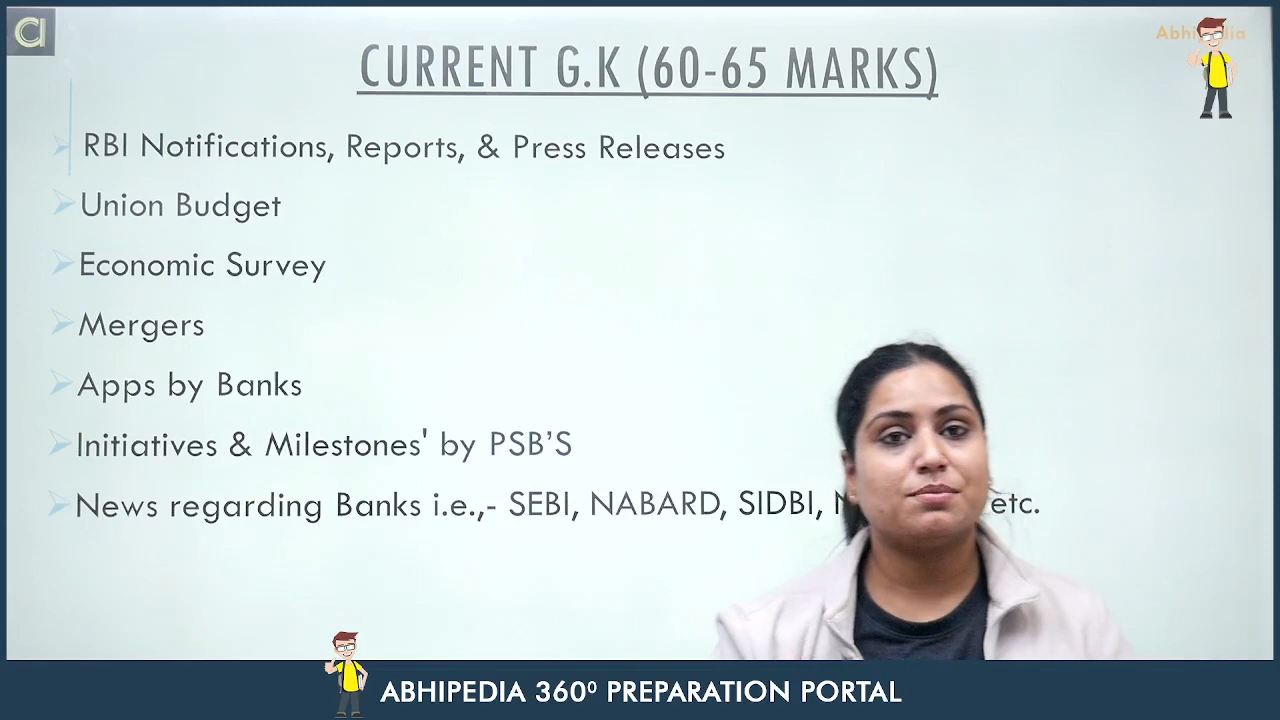 CURRENT G.K (60-65 MARKS)
RBI Notifications, Reports, & Press Releases
Union Budget
Economic Survey
Mergers
Apps by Banks
Initiatives & Milestones' by PSB'S
News regarding Banks i.e.,- SEBI, NABARD, SIDBI, etc.
ABHIPEDIA 360⁰ PREPARATION PORTAL